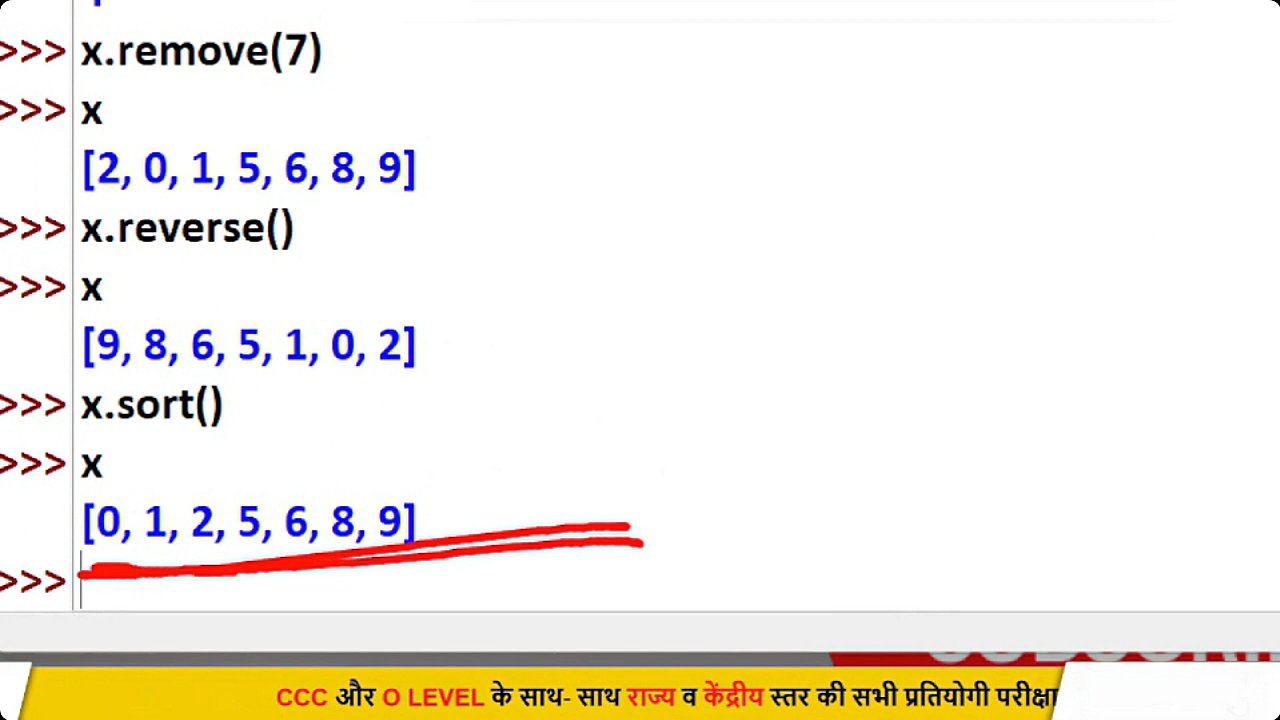 >>> x.remove(7)
>>> x
[2, 0, 1, 5, 6, 8, 9]
>>> x.reverse()
>>> x
[9, 8, 6, 5, 1, 0, 2]
>>> x.sort()
>>> x
[0, 1, 2, 5, 6, 8, 9]
>>>
CCC और O LEVEL के साथ- साथ राज्य व केंद्रीय स्तर की सभी प्रतियोगी परीक्षा